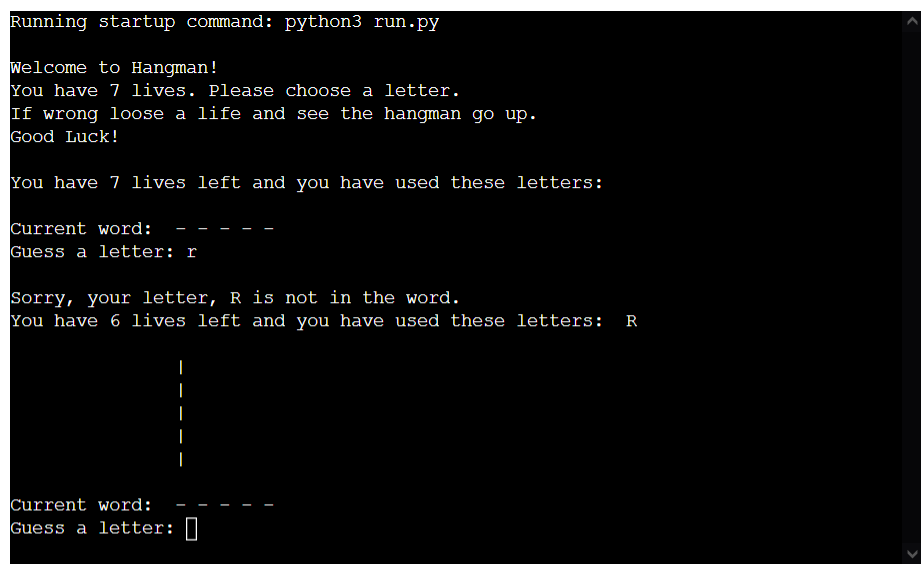 Running startup command: python3 run.py
Welcome to Hangman!
You have 7 lives. Please choose a letter.
If wrong loose a life and see the hangman go up.
Good Luck!
You have 7 lives left and you have used these letters:
Current word:  - - - - -
Guess a letter: r
Sorry, your letter, R is not in the word.
You have 6 lives left and you have used these letters:  R
|
|
|
|
|
Current word:  - - - - -
Guess a letter: